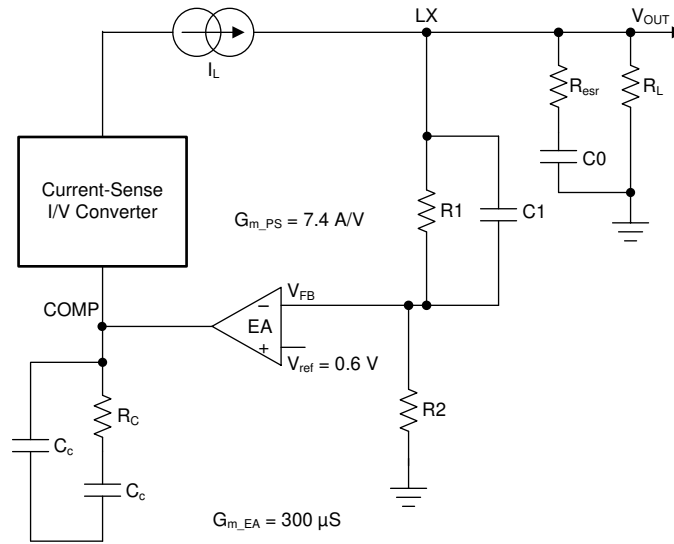 LX
V_OUT
I_L
R_esr
R_L
C0
Current-Sense
I/V Converter
G_m_PS = 7.4 A/V
R1
C1
V_FB
COMP
−
EA
+
V_ref = 0.6 V
R_C
R2
C_c
C_c
G_m_EA = 300 µS